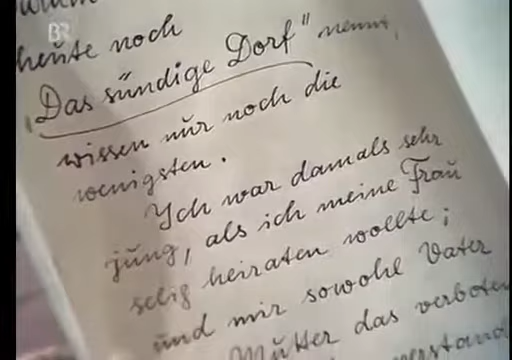 BR
heute noch
„Das sündige Dorf" nennt,
wissen nur noch die
wenigsten.
Ich war damals sehr
jung, als ich meine Frau
selig heiraten wollte;
und mir sowohl Vater
Mutter das verboten
verstand